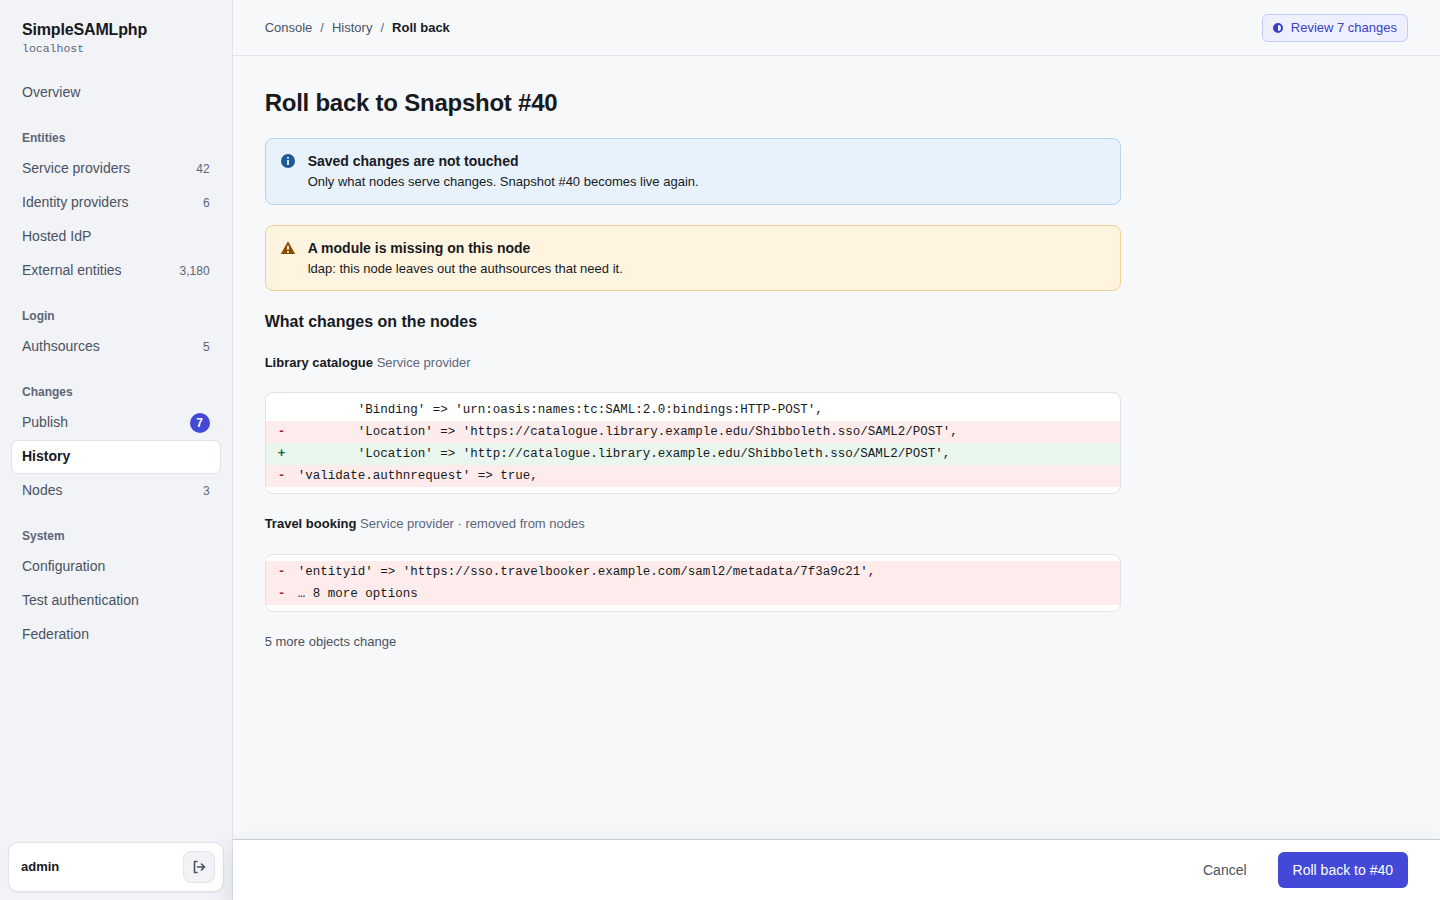 SimpleSAMLphp
localhost
Overview
Entities
Service providers 42
Identity providers 6
Hosted IdP
External entities 3,180
Login
Authsources 5
Changes
Publish 7
History
Nodes 3
System
Configuration
Test authentication
Federation
admin
Console / History / Roll back
Review 7 changes
Roll back to Snapshot #40
Saved changes are not touched
Only what nodes serve changes. Snapshot #40 becomes live again.
A module is missing on this node
ldap: this node leaves out the authsources that need it.
What changes on the nodes
Library catalogue Service provider
'Binding' => 'urn:oasis:names:tc:SAML:2.0:bindings:HTTP-POST',
- 'Location' => 'https://catalogue.library.example.edu/Shibboleth.sso/SAML2/POST',
+ 'Location' => 'http://catalogue.library.example.edu/Shibboleth.sso/SAML2/POST',
- 'validate.authnrequest' => true,
Travel booking Service provider · removed from nodes
- 'entityid' => 'https://sso.travelbooker.example.com/saml2/metadata/7f3a9c21',
- … 8 more options
5 more objects change
Cancel
Roll back to #40